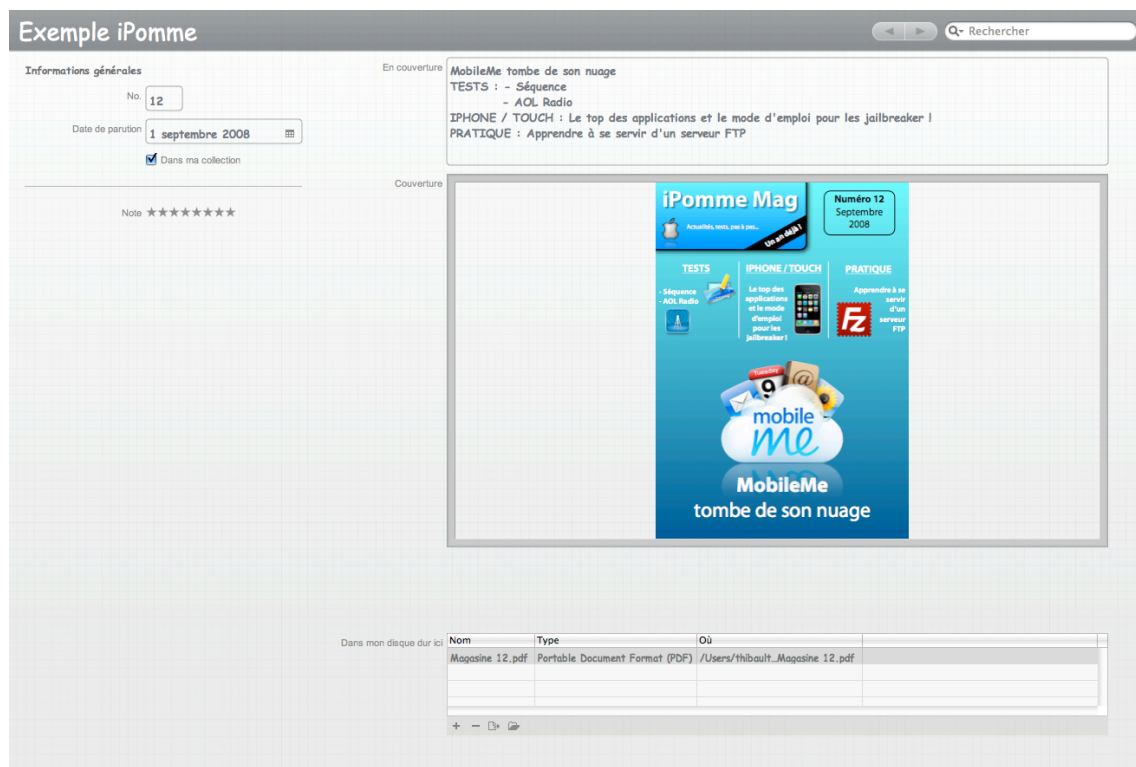 Exemple iPomme
Rechercher
Informations générales
No. 12
Date de parution 1 septembre 2008
Dans ma collection
Note ★★★★★★★★
En couverture
MobileMe tombe de son nuage
TESTS : - Séquence
- AOL Radio
IPHONE / TOUCH : Le top des applications et le mode d'emploi pour les jailbreaker !
PRATIQUE : Apprendre à se servir d'un serveur FTP
Couverture
iPomme Mag
Actualités, tests, pas à pas...
Un an déjà !
Numéro 12
Septembre
2008
TESTS
- Séquence
- AOL Radio
IPHONE / TOUCH
Le top des
applications
et le mode
d'emploi
pour les
jailbreaker !
PRATIQUE
Apprendre à se
servir
d'un
serveur
FTP
Fz
Tuesday
9
@
mobile
me
MobileMe
tombe de son nuage
Dans mon disque dur ici
Nom Type Où
Magasine 12.pdf Portable Document Format (PDF) /Users/thibault…Magasine 12.pdf